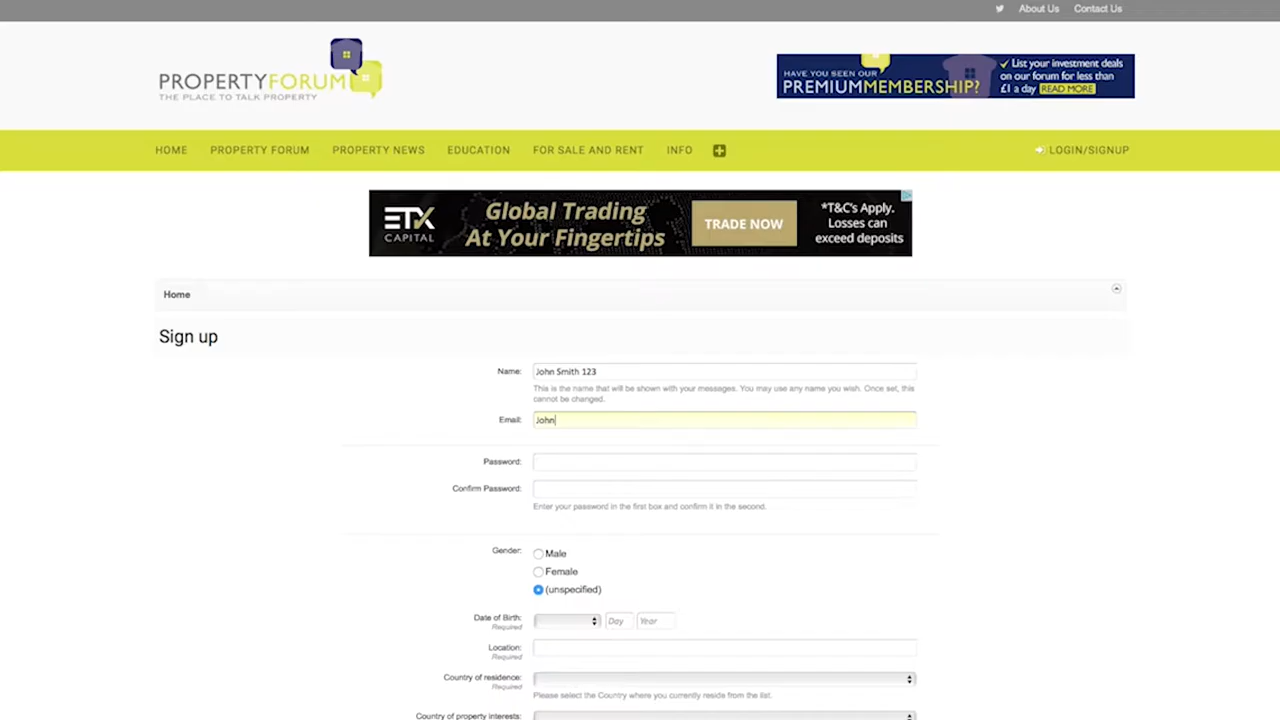 About Us Contact Us
PROPERTYFORUM
THE PLACE TO TALK PROPERTY
HAVE YOU SEEN OUR
PREMIUMMEMBERSHIP?
✓ List your investment deals
on our forum for less than
£1 a day READ MORE
HOME PROPERTY FORUM PROPERTY NEWS EDUCATION FOR SALE AND RENT INFO LOGIN/SIGNUP
ETX
CAPITAL
Global Trading
At Your Fingertips
TRADE NOW
*T&C's Apply.
Losses can
exceed deposits
Home
Sign up
Name: John Smith 123
This is the name that will be shown with your messages. You may use any name you wish. Once set, this
cannot be changed.
Email: John
Password:
Confirm Password:
Enter your password in the first box and confirm it in the second.
Gender: Male
Female
(unspecified)
Date of Birth: Day Year
Required
Location:
Required
Country of residence:
Required
Please select the Country where you currently reside from the list.
Country of property interests: